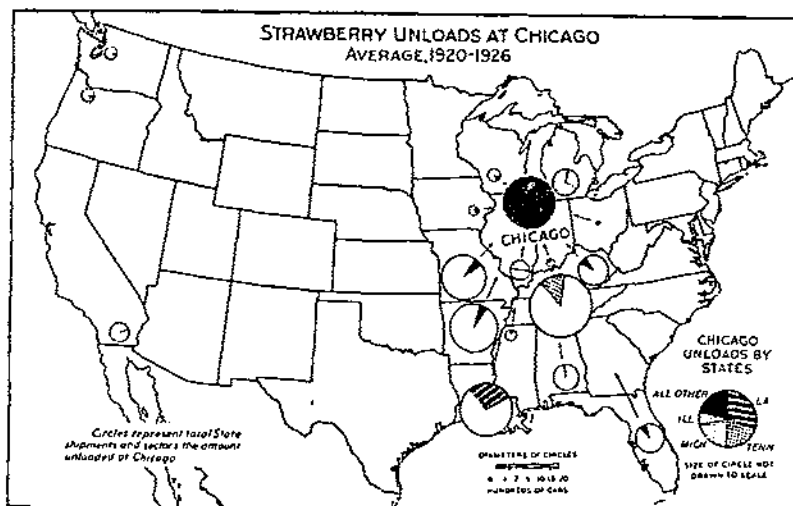 STRAWBERRY UNLOADS AT CHICAGO
AVERAGE, 1920-1926
CHICAGO
CHICAGO
UNLOADS BY
STATES
ALL OTHER
LA
ILL
MICH
TENN
SIZE OF CIRCLE NOT
DRAWN TO SCALE
Circles represent total State
shipments and sectors the amount
unloaded at Chicago
DIAMETERS OF CIRCLES
HUNDREDS OF CARS